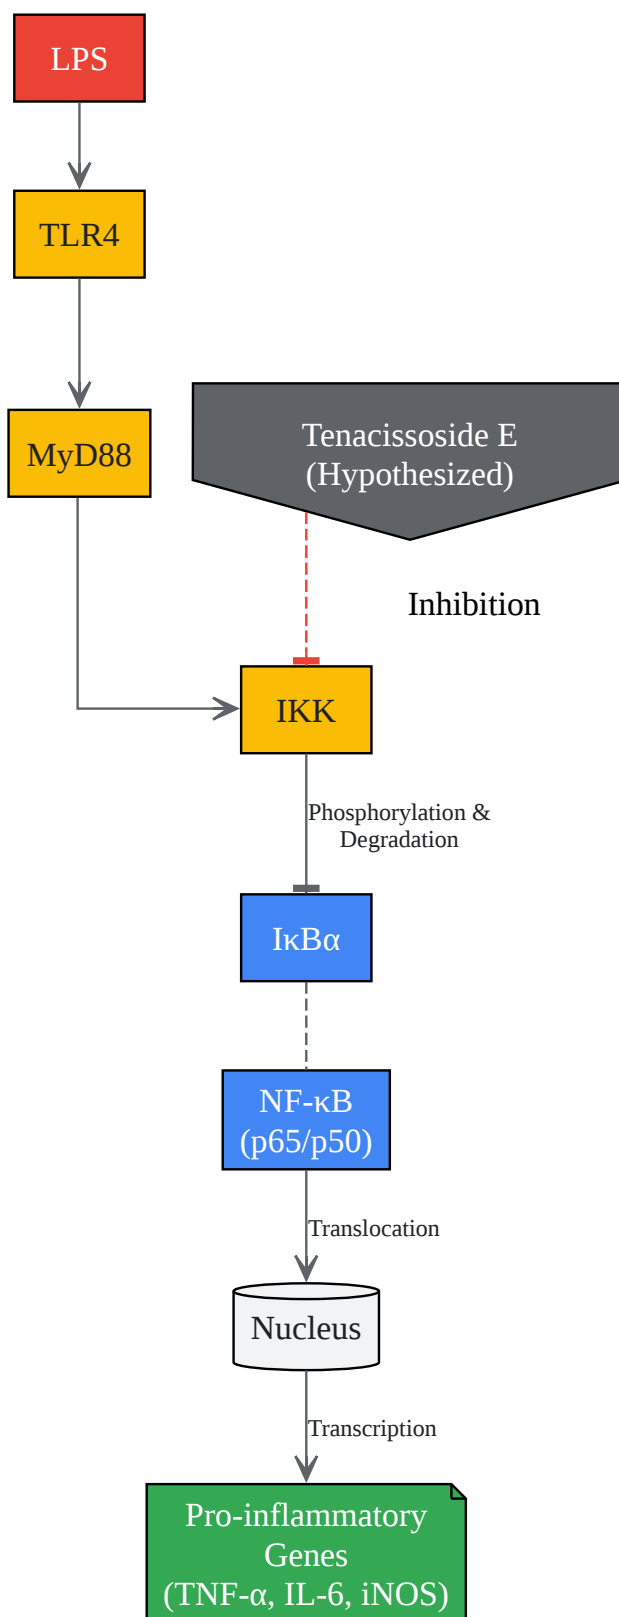 LPS
TLR4
MyD88
Tenacissoside E
(Hypothesized)
Inhibition
IKK
Phosphorylation &
Degradation
IκBα
NF-κB
(p65/p50)
Translocation
Nucleus
Transcription
Pro-inflammatory
Genes
(TNF-α, IL-6, iNOS)